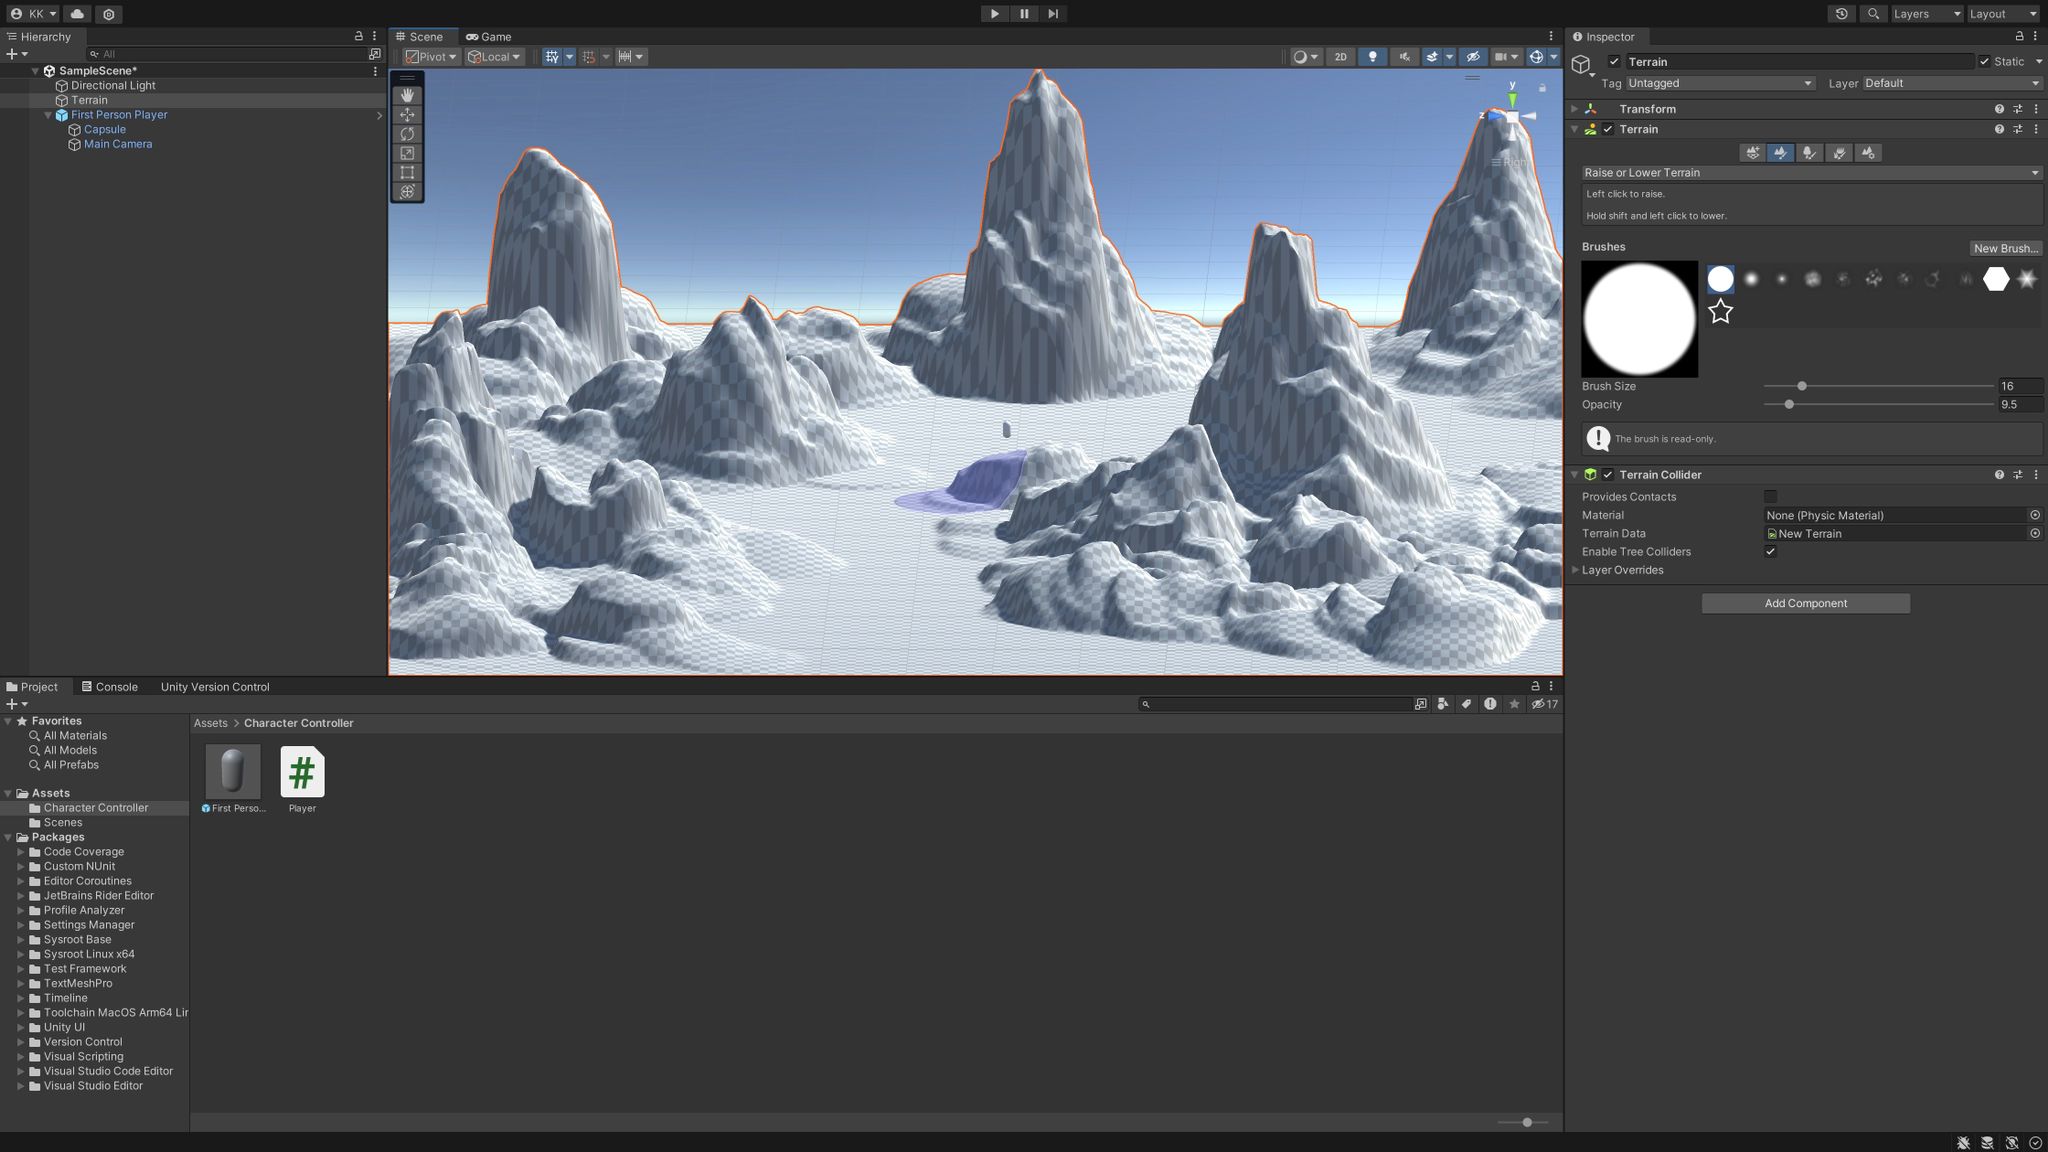 KK
Layers
Layout
Hierarchy
All
SampleScene*
Directional Light
Terrain
First Person Player
Capsule
Main Camera
Scene
Game
Pivot
Local
2D
y
z
Right
Inspector
Terrain
Static
Tag
Untagged
Layer
Default
Transform
Terrain
Raise or Lower Terrain
Left click to raise.
Hold shift and left click to lower.
Brushes
New Brush...
Brush Size
16
Opacity
9.5
The brush is read-only.
Terrain Collider
Provides Contacts
Material
None (Physic Material)
Terrain Data
New Terrain
Enable Tree Colliders
Layer Overrides
Add Component
Project
Console
Unity Version Control
17
Favorites
All Materials
All Models
All Prefabs
Assets
Character Controller
Scenes
Packages
Code Coverage
Custom NUnit
Editor Coroutines
JetBrains Rider Editor
Profile Analyzer
Settings Manager
Sysroot Base
Sysroot Linux x64
Test Framework
TextMeshPro
Timeline
Toolchain MacOS Arm64 Lir
Unity UI
Version Control
Visual Scripting
Visual Studio Code Editor
Visual Studio Editor
Assets > Character Controller
#
First Perso...
Player